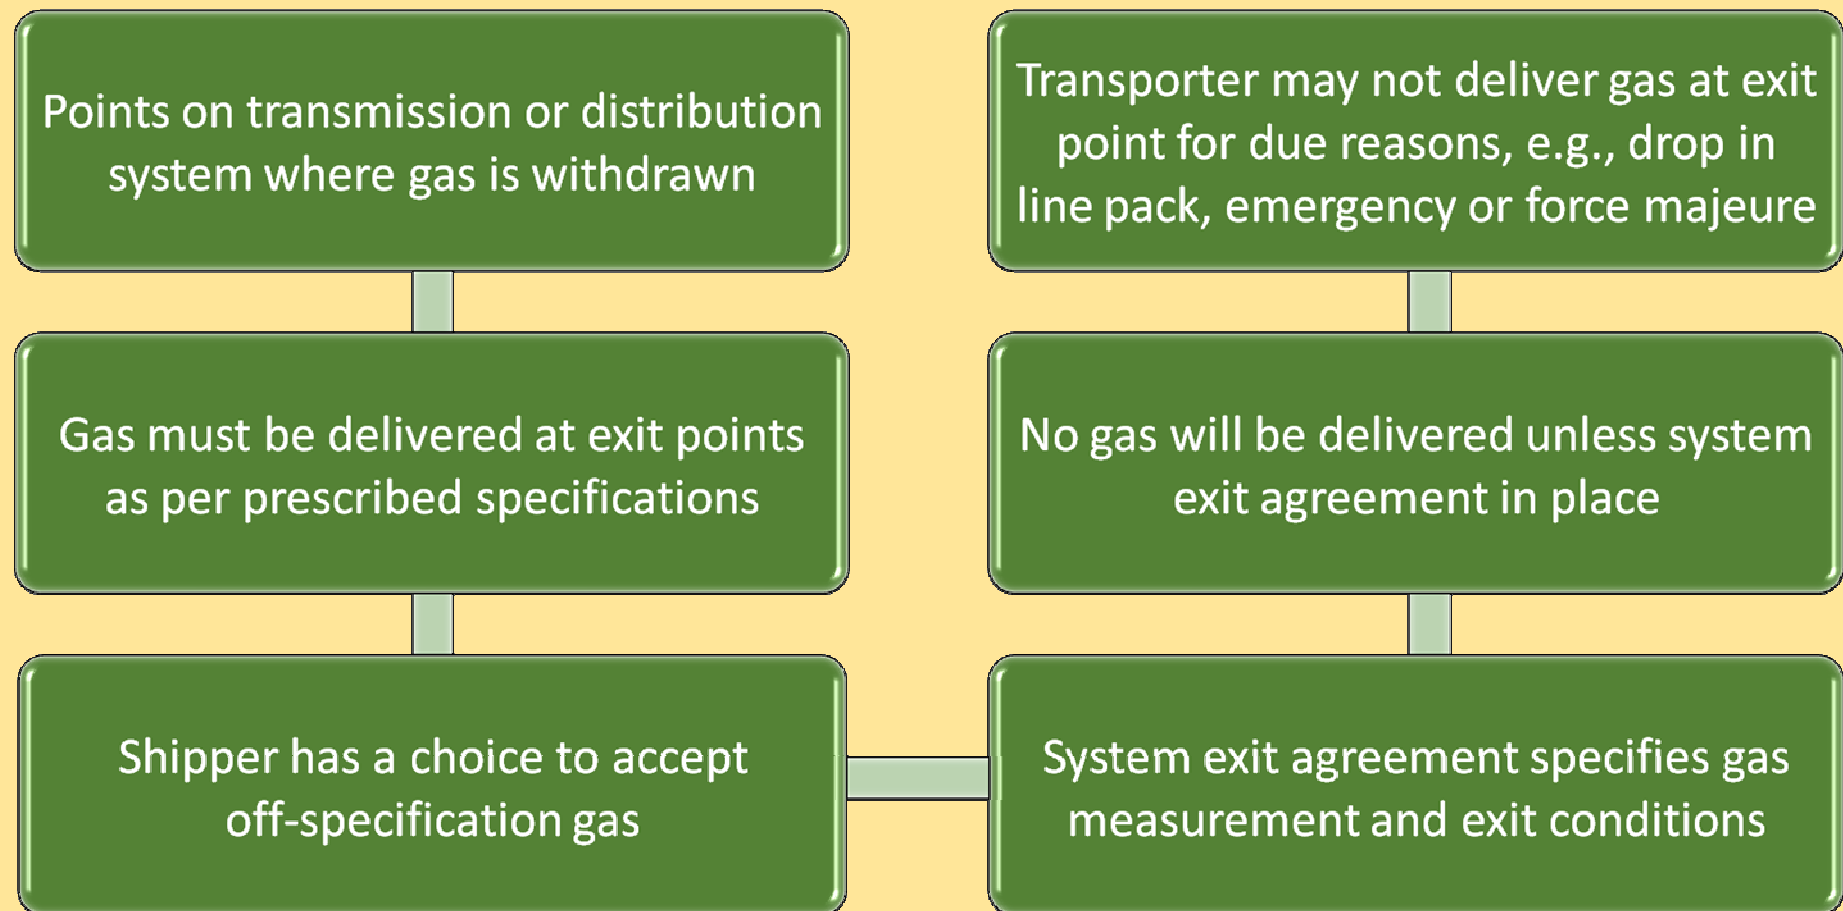 Points on transmission or distribution
system where gas is withdrawn
Gas must be delivered at exit points
as per prescribed specifications
Shipper has a choice to accept
off-specification gas
System exit agreement specifies gas
measurement and exit conditions
No gas will be delivered unless system
exit agreement in place
Transporter may not deliver gas at exit
point for due reasons, e.g., drop in
line pack, emergency or force majeure